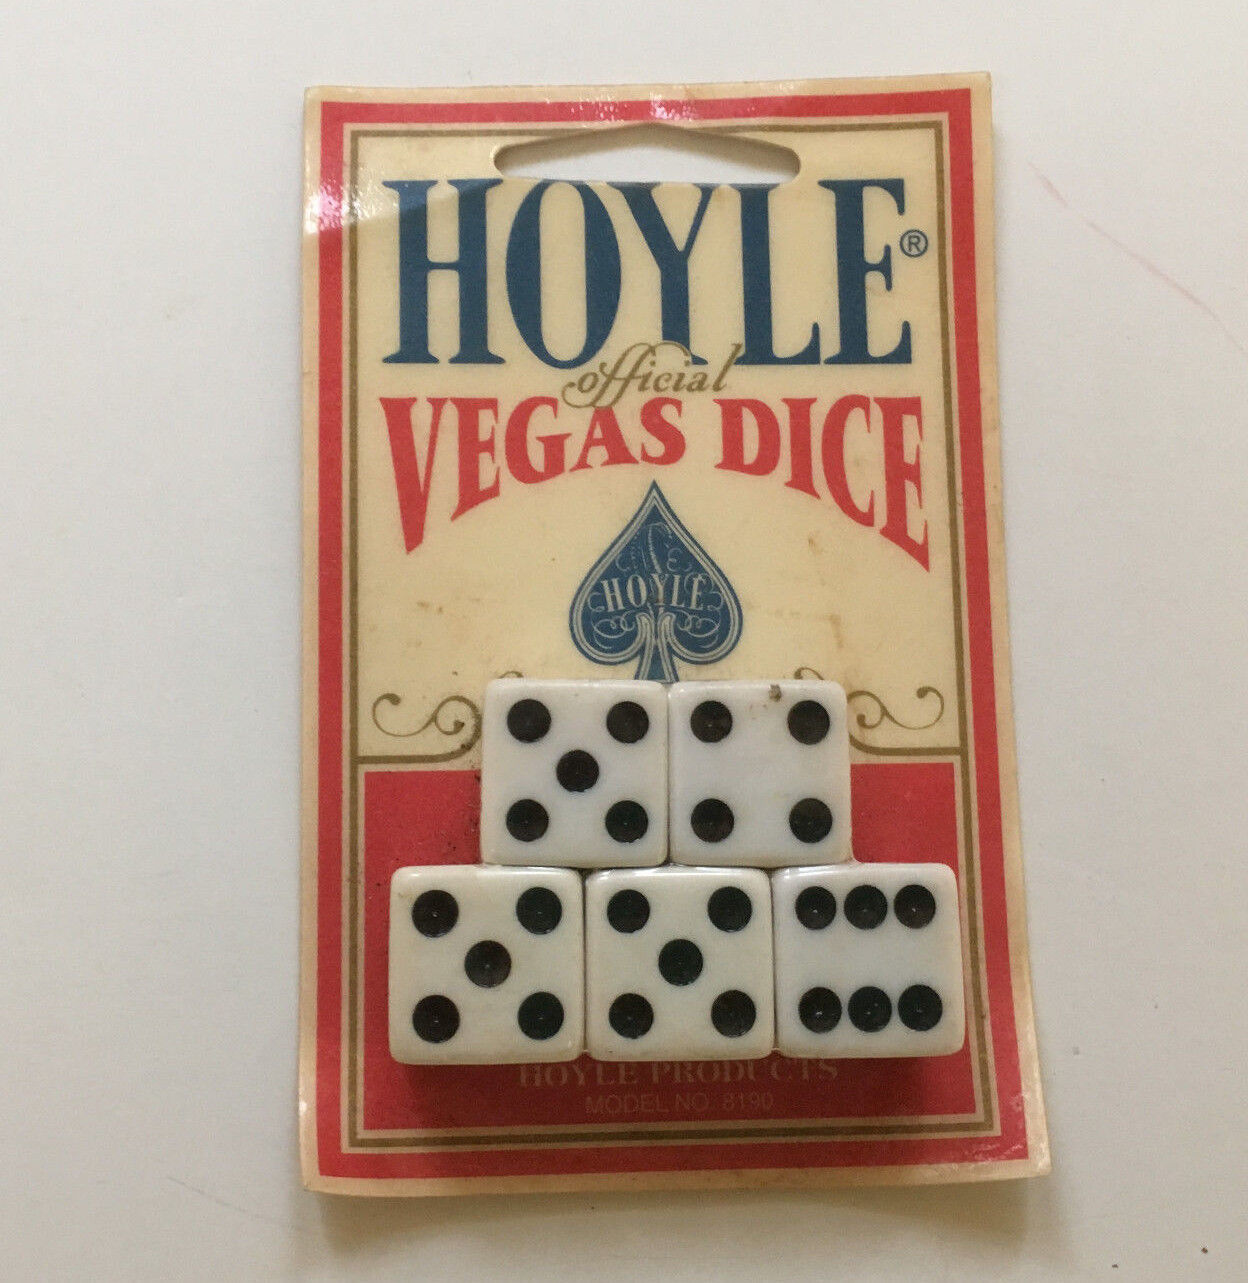 HOYLE®
official
VEGAS DICE
HOYLE
HOYLE PRODUCTS
MODEL NO. 8190